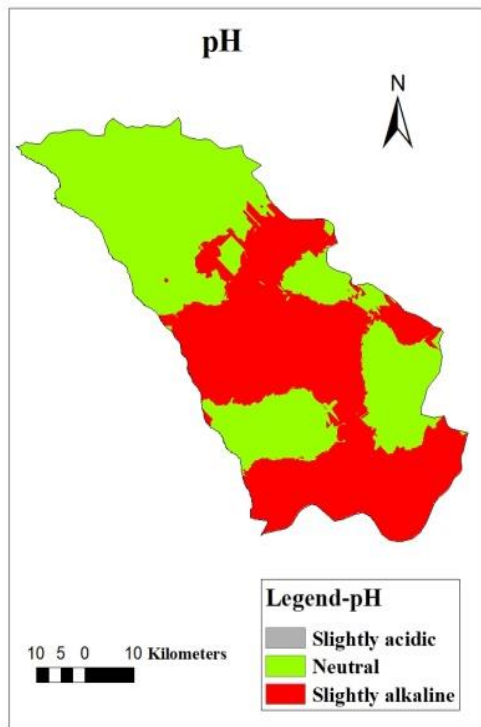 pH
N
Legend-pH
Slightly acidic
Neutral
Slightly alkaline
10 5 0 10 Kilometers